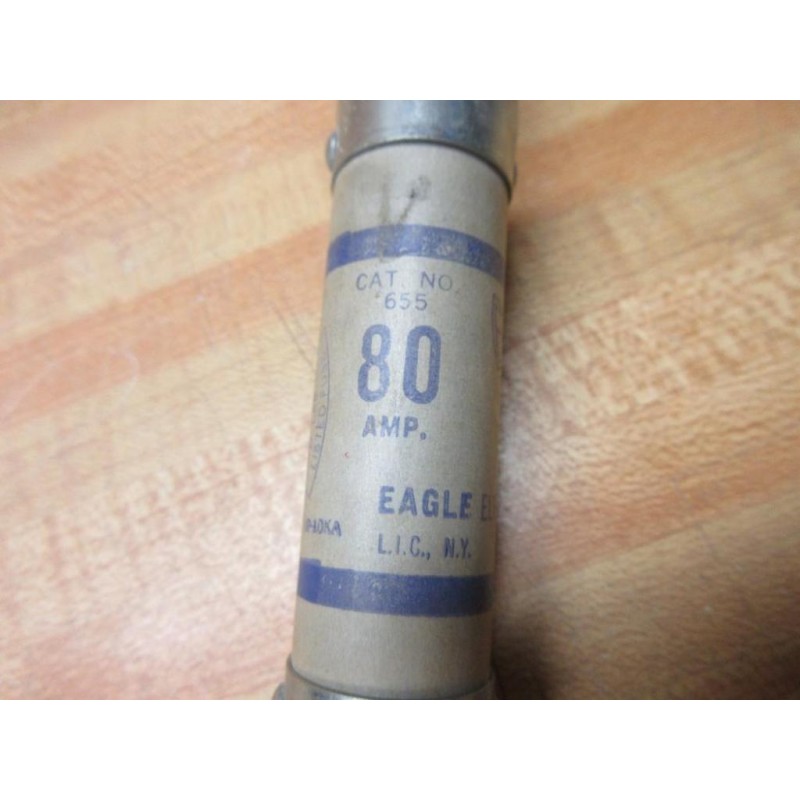 CAT. NO.
655
80
AMP.
EAGLE
L.I.C., N.Y.